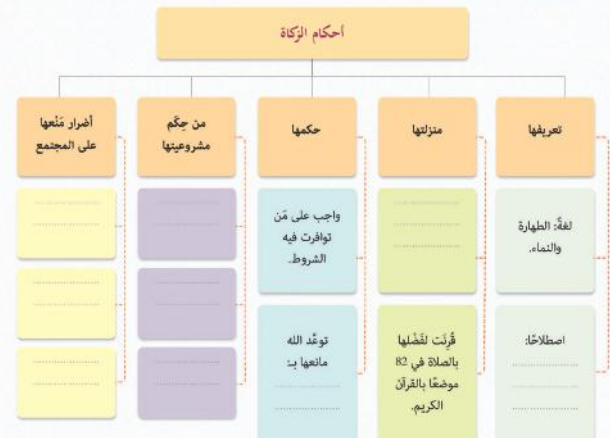 أحكام الزكاة
تعريفها
منزلتها
حكمها
من حِكَم
مشروعيتها
أضرار مَنْعها
على المجتمع
لغةً: الطهارة
والنماء.
اصطلاحًا:
قُرِنَت لفَضْلها
بالصلاة في 82
موضعًا بالقرآن
الكريم.
واجب على مَن
توافرت فيه
الشروط.
توعَّد الله
مانعها بـ: